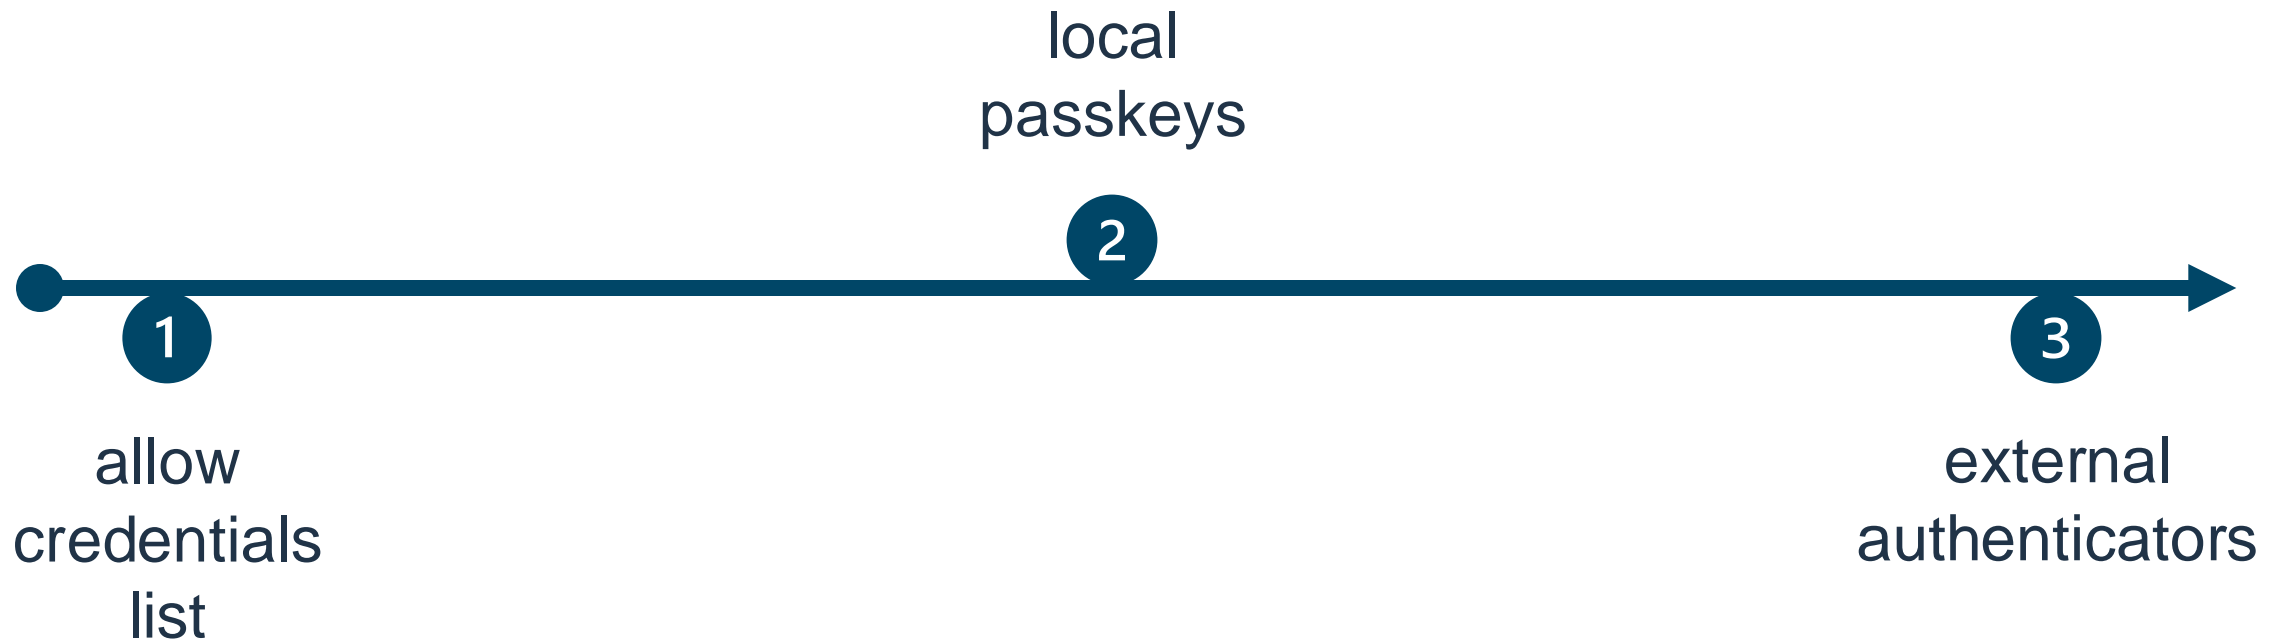 local
passkeys
2
1
3
allow
credentials
list
external
authenticators